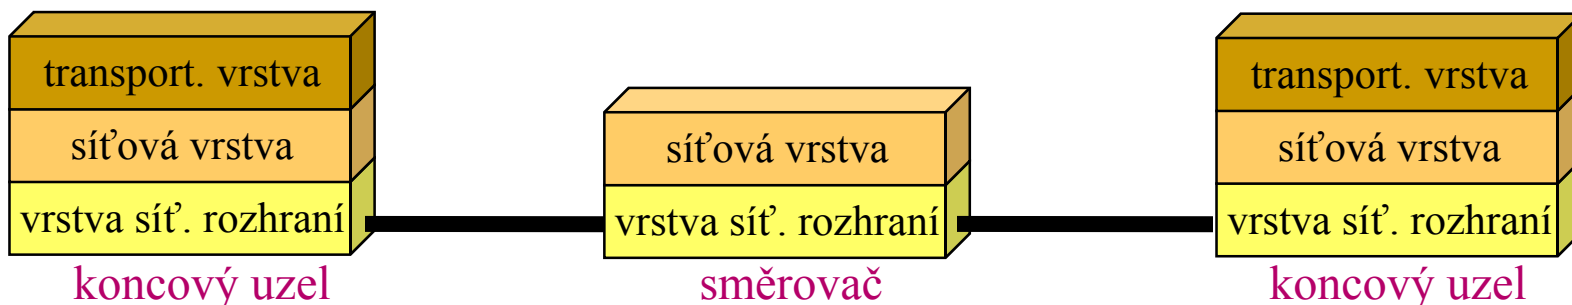 transport. vrstva
síťová vrstva
vrstva síť. rozhraní
koncový uzel
síťová vrstva
vrstva síť. rozhraní
směrovač
transport. vrstva
síťová vrstva
vrstva síť. rozhraní
koncový uzel